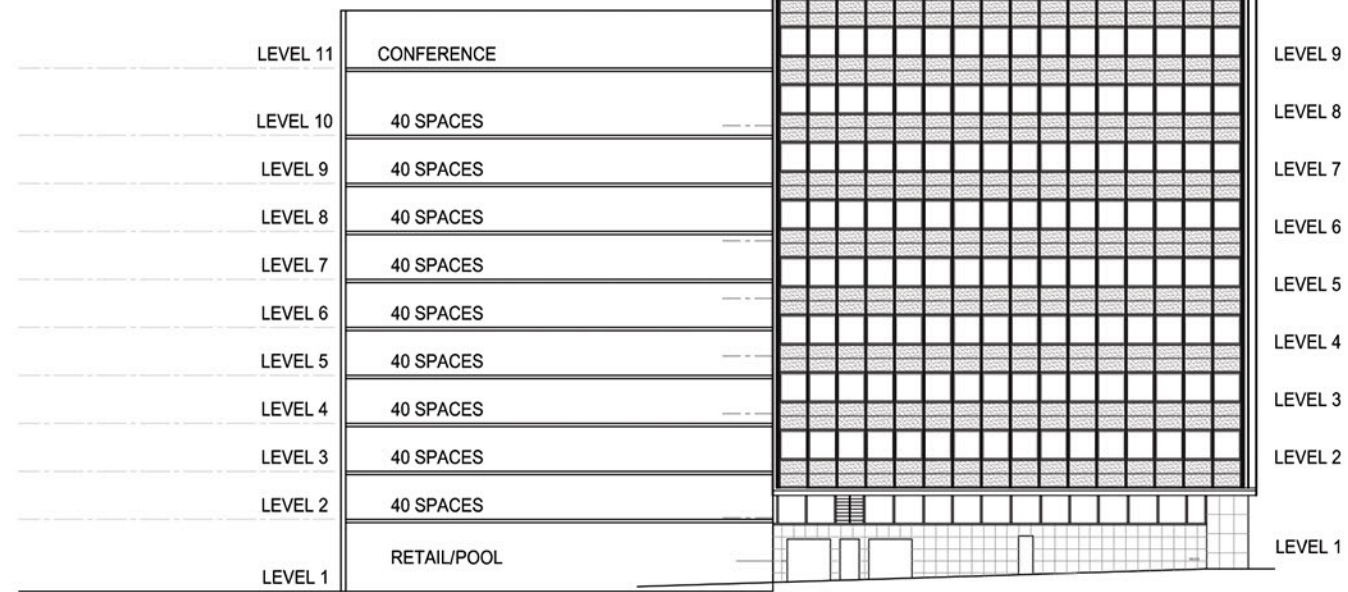 LEVEL 11 CONFERENCE LEVEL 9
LEVEL 10 40 SPACES LEVEL 8
LEVEL 9 40 SPACES LEVEL 7
LEVEL 8 40 SPACES LEVEL 6
LEVEL 7 40 SPACES LEVEL 5
LEVEL 6 40 SPACES LEVEL 4
LEVEL 5 40 SPACES
LEVEL 4 40 SPACES LEVEL 3
LEVEL 3 40 SPACES LEVEL 2
LEVEL 2 40 SPACES
RETAIL/POOL LEVEL 1
LEVEL 1